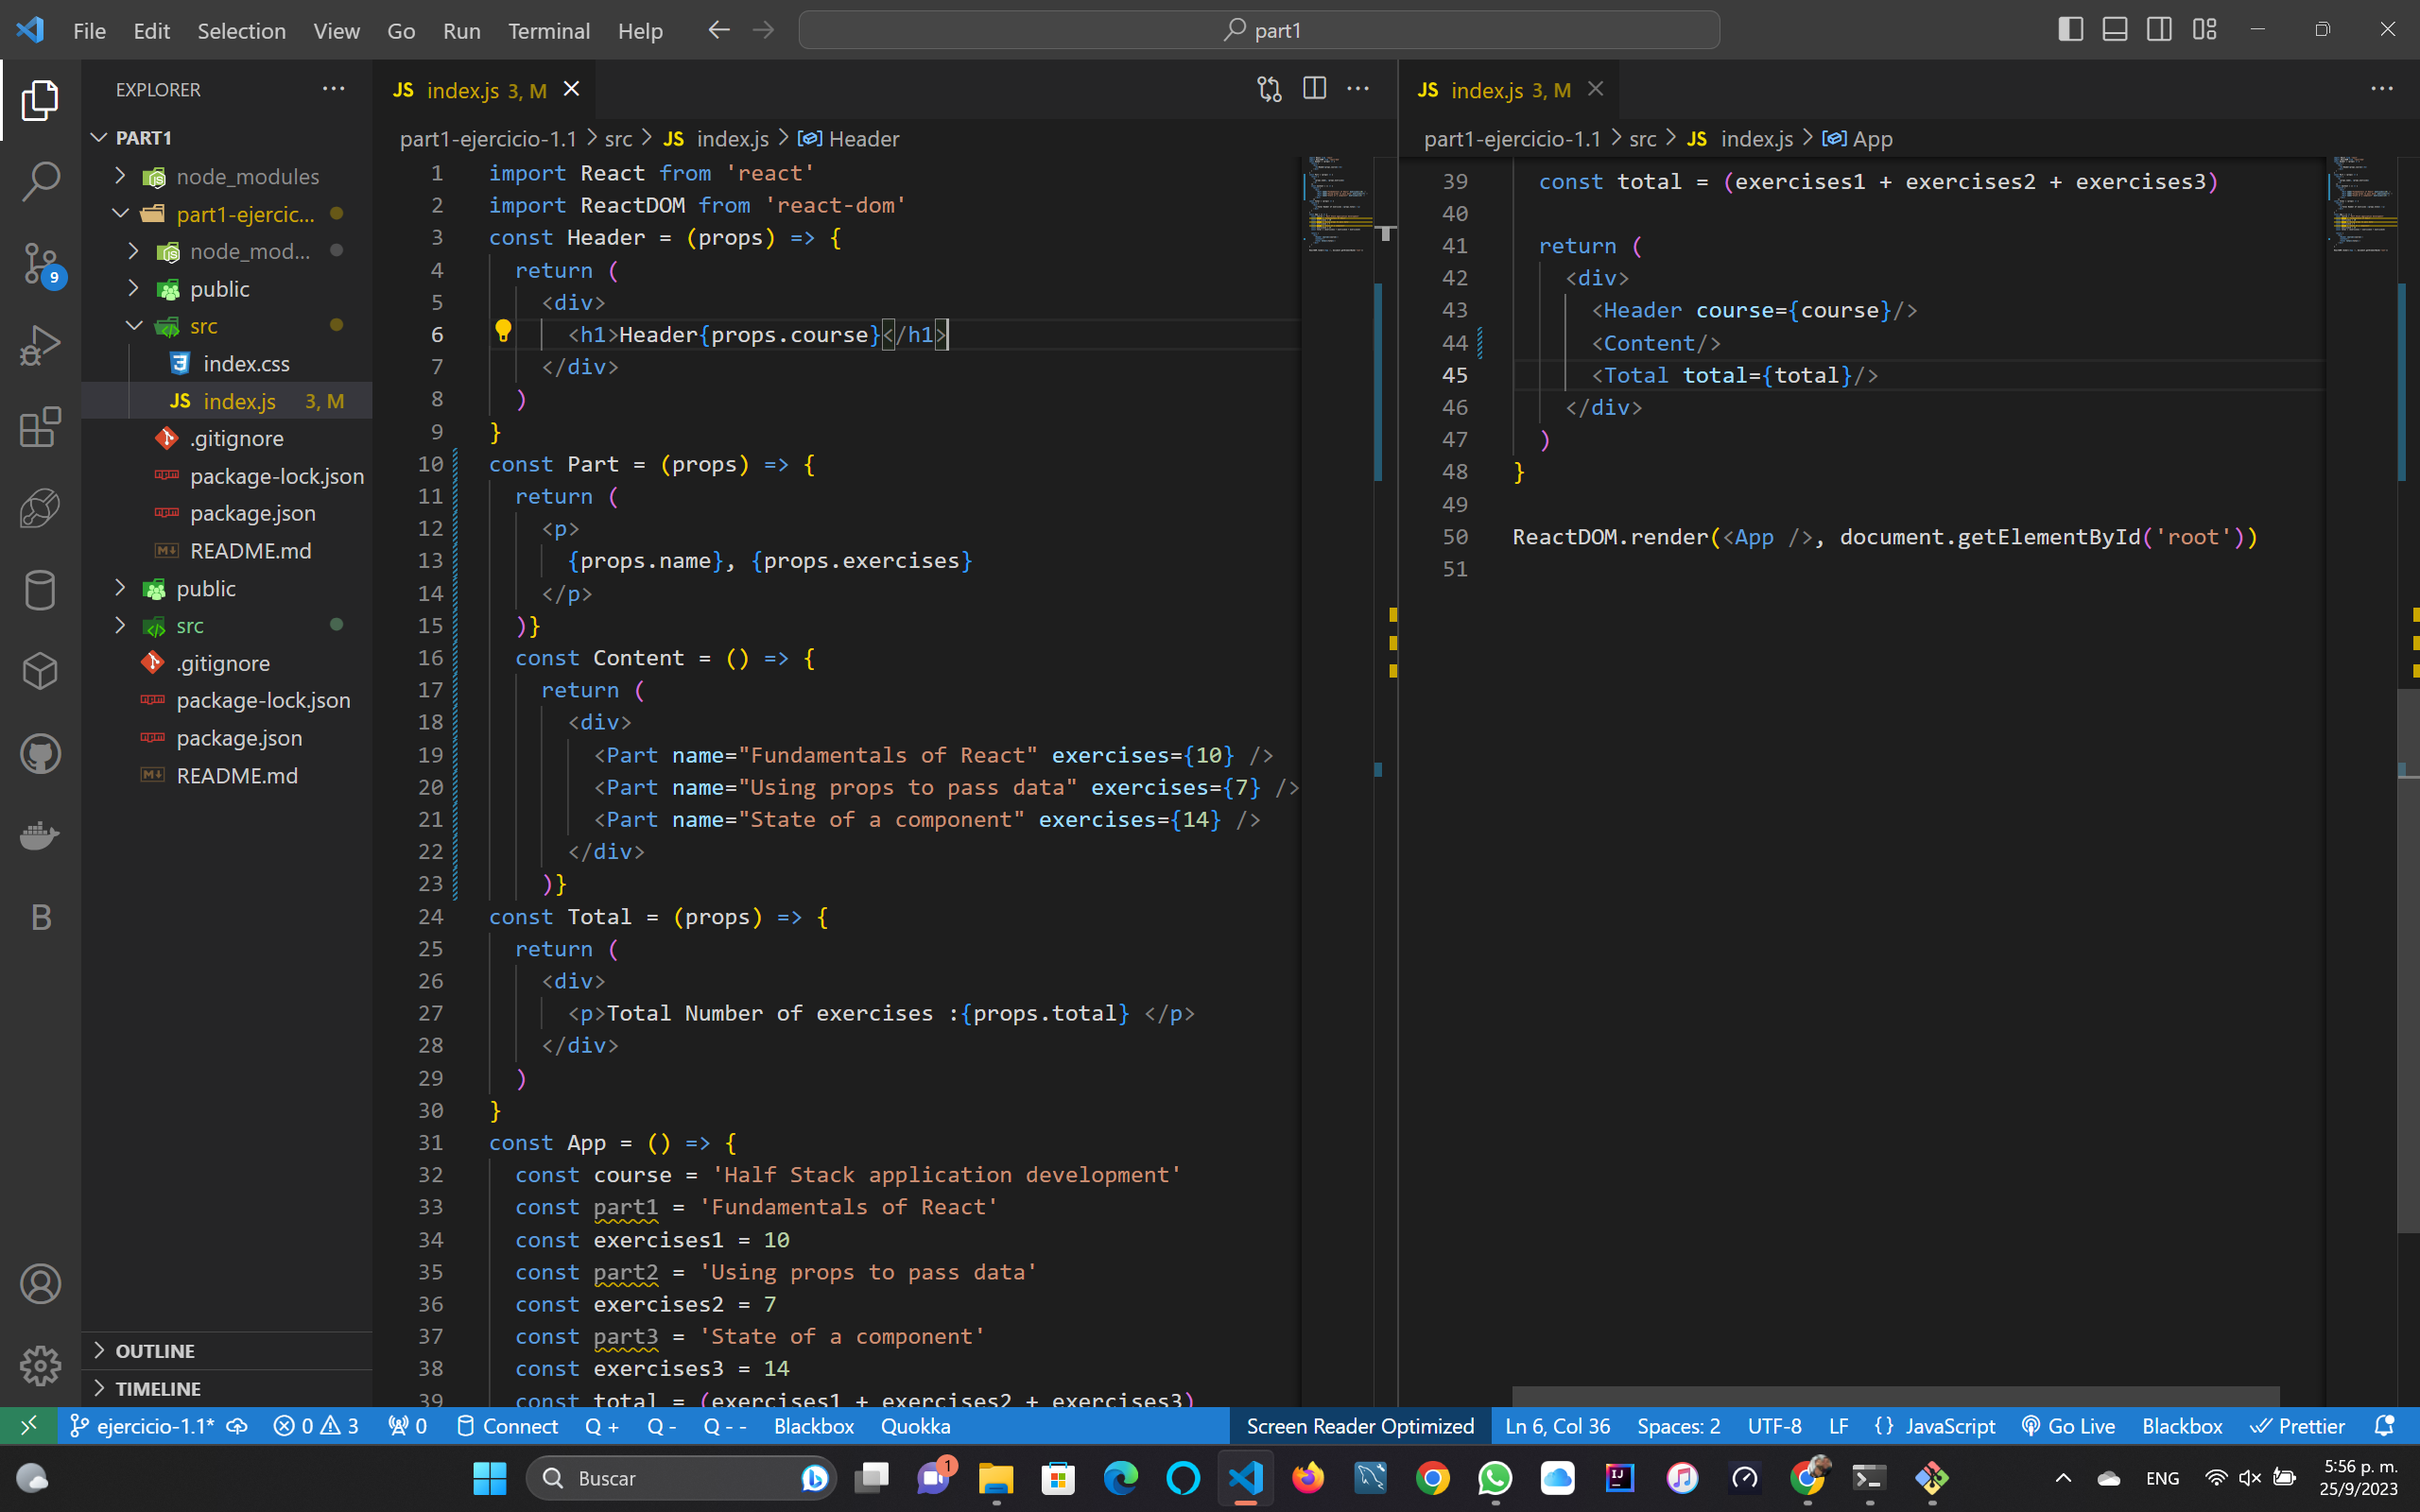 File Edit Selection View Go Run Terminal Help part1
EXPLORER
PART1
node_modules
part1-ejercic...
node_mod...
public
src
index.css
JS index.js 3, M
.gitignore
package-lock.json
package.json
README.md
public
src
.gitignore
package-lock.json
package.json
README.md
OUTLINE
TIMELINE
9
B
JS index.js 3, M
part1-ejercicio-1.1 > src > JS index.js > Header
1 import React from 'react'
2 import ReactDOM from 'react-dom'
3 const Header = (props) => {
4 return (
5 <div>
6 <h1>Header{props.course}</h1>
7 </div>
8 )
9 }
10 const Part = (props) => {
11 return (
12 <p>
13 {props.name}, {props.exercises}
14 </p>
15 )}
16 const Content = () => {
17 return (
18 <div>
19 <Part name="Fundamentals of React" exercises={10} />
20 <Part name="Using props to pass data" exercises={7} />
21 <Part name="State of a component" exercises={14} />
22 </div>
23 )}
24 const Total = (props) => {
25 return (
26 <div>
27 <p>Total Number of exercises :{props.total} </p>
28 </div>
29 )
30 }
31 const App = () => {
32 const course = 'Half Stack application development'
33 const part1 = 'Fundamentals of React'
34 const exercises1 = 10
35 const part2 = 'Using props to pass data'
36 const exercises2 = 7
37 const part3 = 'State of a component'
38 const exercises3 = 14
39 const total = (exercises1 + exercises2 + exercises3)
JS index.js 3, M
part1-ejercicio-1.1 > src > JS index.js > App
39 const total = (exercises1 + exercises2 + exercises3)
40
41 return (
42 <div>
43 <Header course={course}/>
44 <Content/>
45 <Total total={total}/>
46 </div>
47 )
48 }
49
50 ReactDOM.render(<App />, document.getElementById('root'))
51
ejercicio-1.1* 0 3 0 Connect Q + Q - Q - - Blackbox Quokka Screen Reader Optimized Ln 6, Col 36 Spaces: 2 UTF-8 LF {} JavaScript Go Live Blackbox Prettier
Buscar 1 IJ ENG 5:56 p. m.
25/9/2023